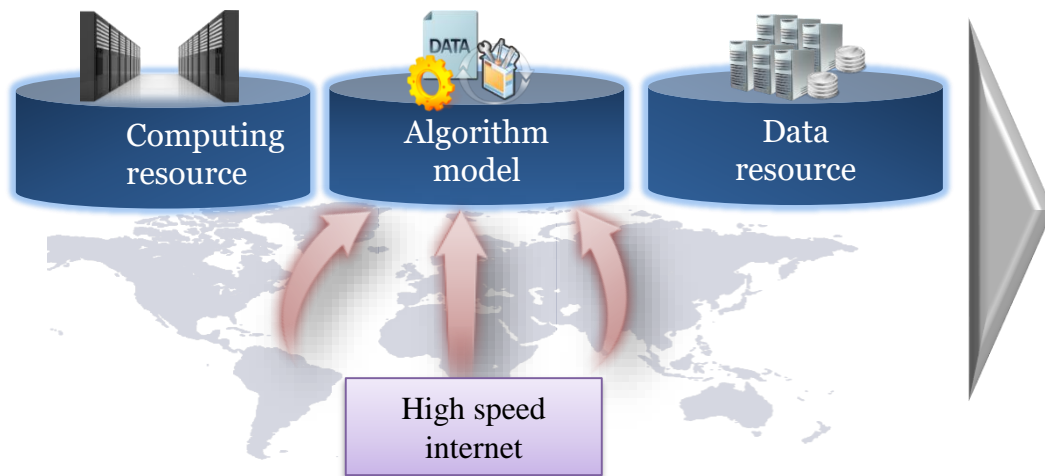 DATA
Computing
resource
Algorithm
model
Data
resource
High speed
internet